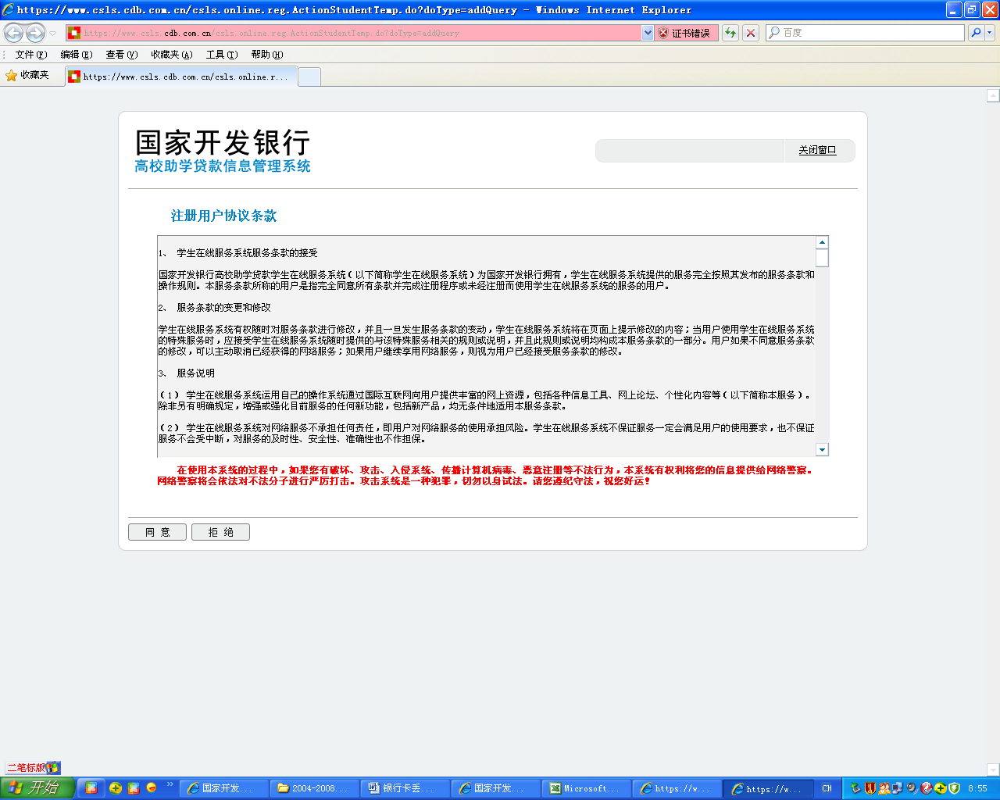 https://www.csls.cdb.com.cn/csls.online.reg.ActionStudentTemp.do?doType=addQuery - Windows Internet Explorer
https://www.csls.cdb.com.cn/csls.online.reg.ActionStudentTemp.do?doType=addQuery 证书错误 百度
文件(F) 编辑(E) 查看(V) 收藏夹(A) 工具(T) 帮助(H)
收藏夹 https://www.csls.cdb.com.cn/csls.online.r...
国家开发银行
高校助学贷款信息管理系统
关闭窗口
注册用户协议条款
1、 学生在线服务系统服务条款的接受
国家开发银行高校助学贷款学生在线服务系统（以下简称学生在线服务系统）为国家开发银行拥有，学生在线服务系统提供的服务完全按照其发布的服务条款和
操作规则。本服务条款所称的用户是指完全同意所有条款并完成注册程序或未经注册而使用学生在线服务系统的服务的用户。
2、 服务条款的变更和修改
学生在线服务系统有权随时对服务条款进行修改，并且一旦发生服务条款的变动，学生在线服务系统将在页面上提示修改的内容；当用户使用学生在线服务系统
的特殊服务时，应接受学生在线服务系统随时提供的与该特殊服务相关的规则或说明，并且此规则或说明均构成本服务条款的一部分。用户如果不同意服务条款
的修改，可以主动取消已经获得的网络服务；如果用户继续享用网络服务，则视为用户已经接受服务条款的修改。
3、 服务说明
（1） 学生在线服务系统运用自己的操作系统通过国际互联网向用户提供丰富的网上资源，包括各种信息工具、网上论坛、个性化内容等（以下简称本服务）。
除非另有明确规定，增强或强化目前服务的任何新功能，包括新产品，均无条件地适用本服务条款。
（2） 学生在线服务系统对网络服务不承担任何责任，即用户对网络服务的使用承担风险。学生在线服务系统不保证服务一定会满足用户的使用要求，也不保证
服务不会受中断，对服务的及时性、安全性、准确性也不作担保。
在使用本系统的过程中，如果您有破坏、攻击、入侵系统、传播计算机病毒、恶意注册等不法行为，本系统有权利将您的信息提供给网络警察。
网络警察将会依法对不法分子进行严厉打击。攻击系统是一种犯罪，切勿以身试法。请您遵纪守法，祝您好运！
同 意 拒 绝
二笔标版
开始 国家开发... 2004-2008... 银行卡丢... 国家开发... Microsoft... https://w... https://w... CH 8:55